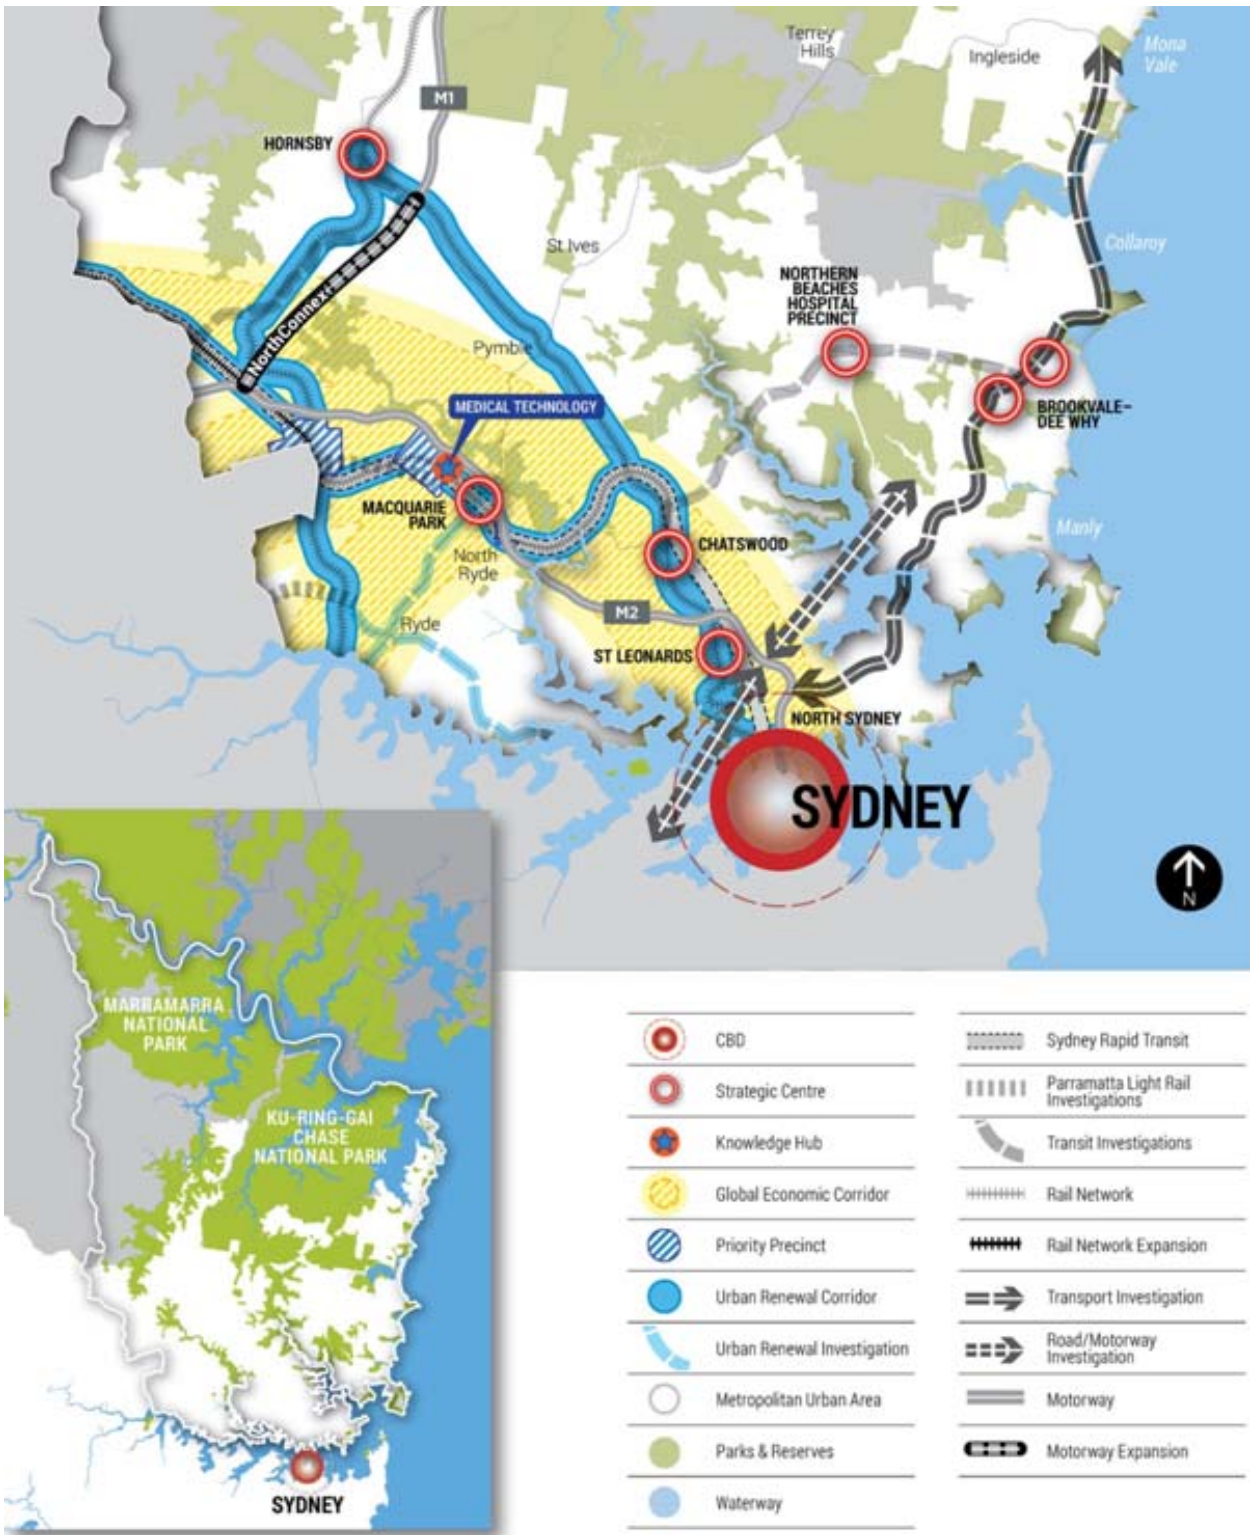 Terrey
Hills
Ingleside
Mona
Vale
M1
HORNSBY
Collaroy
St Ives
NORTHERN
BEACHES
HOSPITAL
PRECINCT
NorthConnex
Pymble
MEDICAL TECHNOLOGY
BROOKVALE–
DEE WHY
MACQUARIE
PARK
North
Ryde
CHATSWOOD
Manly
M2
Ryde
ST LEONARDS
NORTH SYDNEY
SYDNEY
N
MARRAMARRA
NATIONAL
PARK
KU-RING-GAI
CHASE
NATIONAL PARK
SYDNEY
CBD
Strategic Centre
Knowledge Hub
Global Economic Corridor
Priority Precinct
Urban Renewal Corridor
Urban Renewal Investigation
Metropolitan Urban Area
Parks & Reserves
Waterway
Sydney Rapid Transit
Parramatta Light Rail
Investigations
Transit Investigations
Rail Network
Rail Network Expansion
Transport Investigation
Road/Motorway
Investigation
Motorway
Motorway Expansion